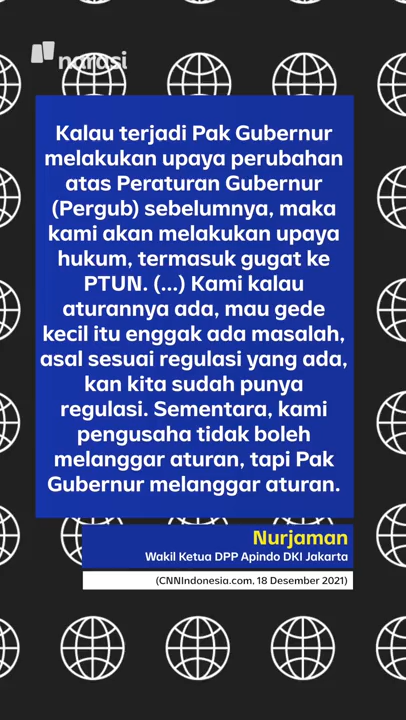 narasi
Kalau terjadi Pak Gubernur
melakukan upaya perubahan
atas Peraturan Gubernur
(Pergub) sebelumnya, maka
kami akan melakukan upaya
hukum, termasuk gugat ke
PTUN. (...) Kami kalau
aturannya ada, mau gede
kecil itu enggak ada masalah,
asal sesuai regulasi yang ada,
kan kita sudah punya
regulasi. Sementara, kami
pengusaha tidak boleh
melanggar aturan, tapi Pak
Gubernur melanggar aturan.
Nurjaman
Wakil Ketua DPP Apindo DKI Jakarta
(CNNIndonesia.com, 18 Desember 2021)